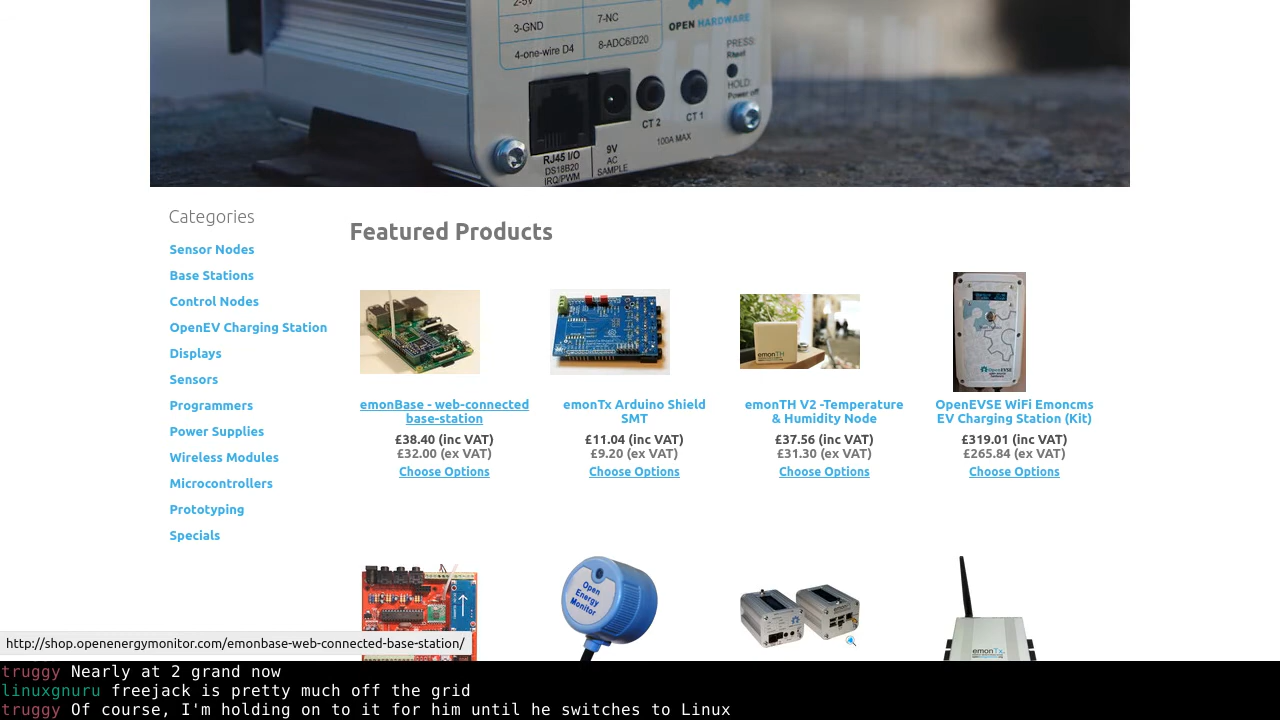 2-5V
3-GND
4-one-wire D4
7-NC
8-ADC6/D20
OPEN HARDWARE
PRESS:
Reset
HOLD:
Power off
CT 2
CT 1
100A MAX
RJ45 I/O
DS18B20
IRQ/PWM
9V
AC
SAMPLE
Categories
Sensor Nodes
Base Stations
Control Nodes
OpenEV Charging Station
Displays
Sensors
Programmers
Power Supplies
Wireless Modules
Microcontrollers
Prototyping
Specials
Featured Products
emonBase - web-connected
base-station
£38.40 (inc VAT)
£32.00 (ex VAT)
Choose Options
emonTx Arduino Shield
SMT
£11.04 (inc VAT)
£9.20 (ex VAT)
Choose Options
emonTH
emonTH V2 -Temperature
& Humidity Node
£37.56 (inc VAT)
£31.30 (ex VAT)
Choose Options
OpenEVSE
OpenEVSE WiFi Emoncms
EV Charging Station (Kit)
£319.01 (inc VAT)
£265.84 (ex VAT)
Choose Options
Open
Energy
Monitor
emonTx
http://shop.openenergymonitor.com/emonbase-web-connected-base-station/
truggy Nearly at 2 grand now
linuxgnuru freejack is pretty much off the grid
truggy Of course, I'm holding on to it for him until he switches to Linux